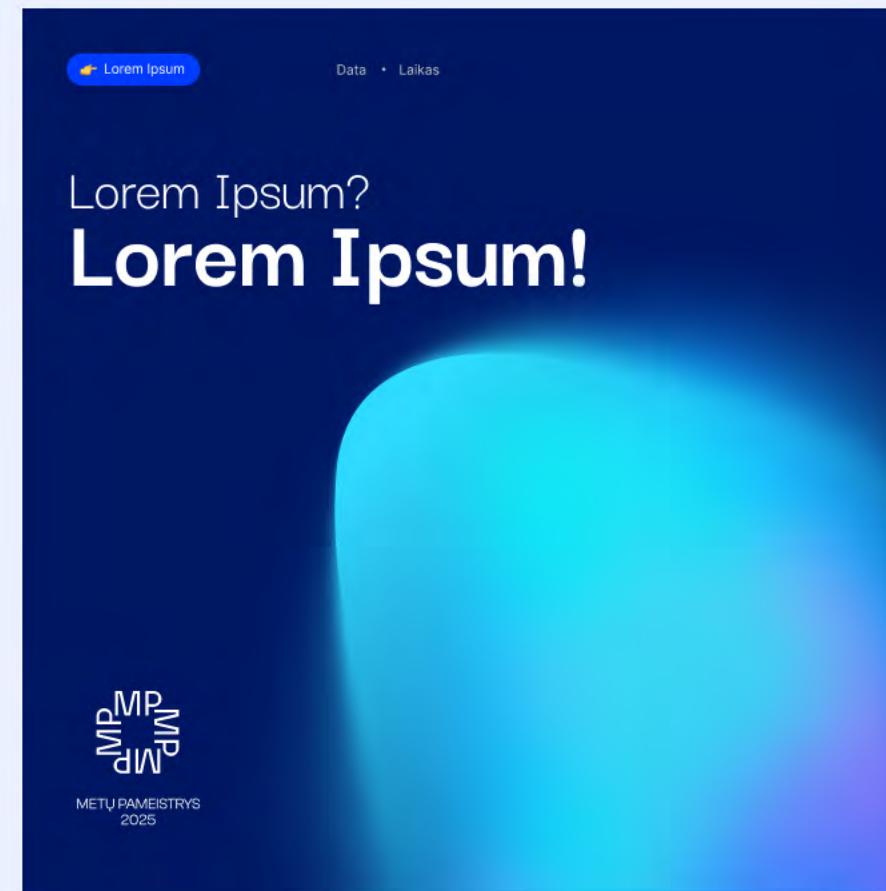 👉 Lorem Ipsum
Data • Laikas
Lorem Ipsum?
Lorem Ipsum!
MP
MP
MP
MP
METŲ PAMEISTRYS
2025